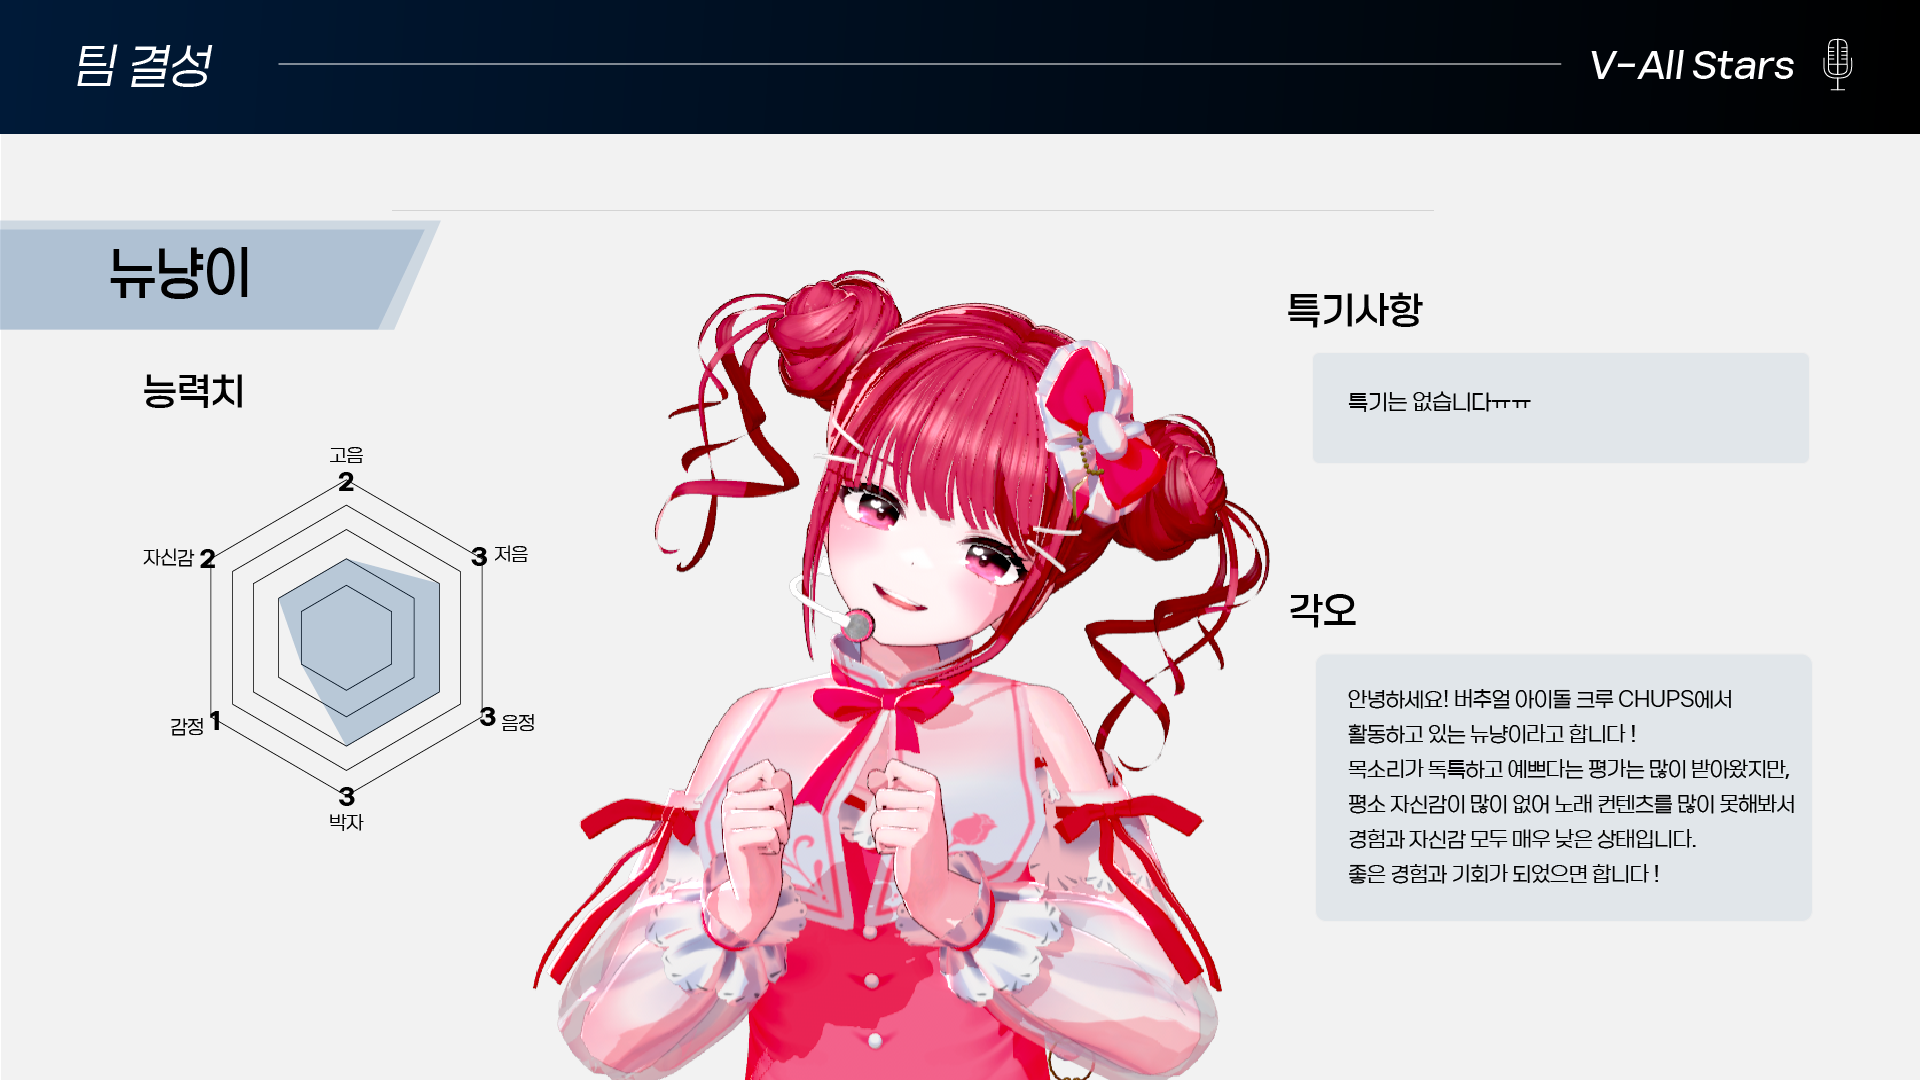 팀 결성
V-All Stars
뉴냥이
능력치
고음
2
자신감 2
3 저음
감정 1
3 음정
3
박자
특기사항
특기는 없습니다ㅠㅠ
각오
안녕하세요! 버추얼 아이돌 크루 CHUPS에서
활동하고 있는 뉴냥이라고 합니다 !
목소리가 독특하고 예쁘다는 평가는 많이 받아왔지만,
평소 자신감이 많이 없어 노래 컨텐츠를 많이 못해봐서
경험과 자신감 모두 매우 낮은 상태입니다.
좋은 경험과 기회가 되었으면 합니다 !